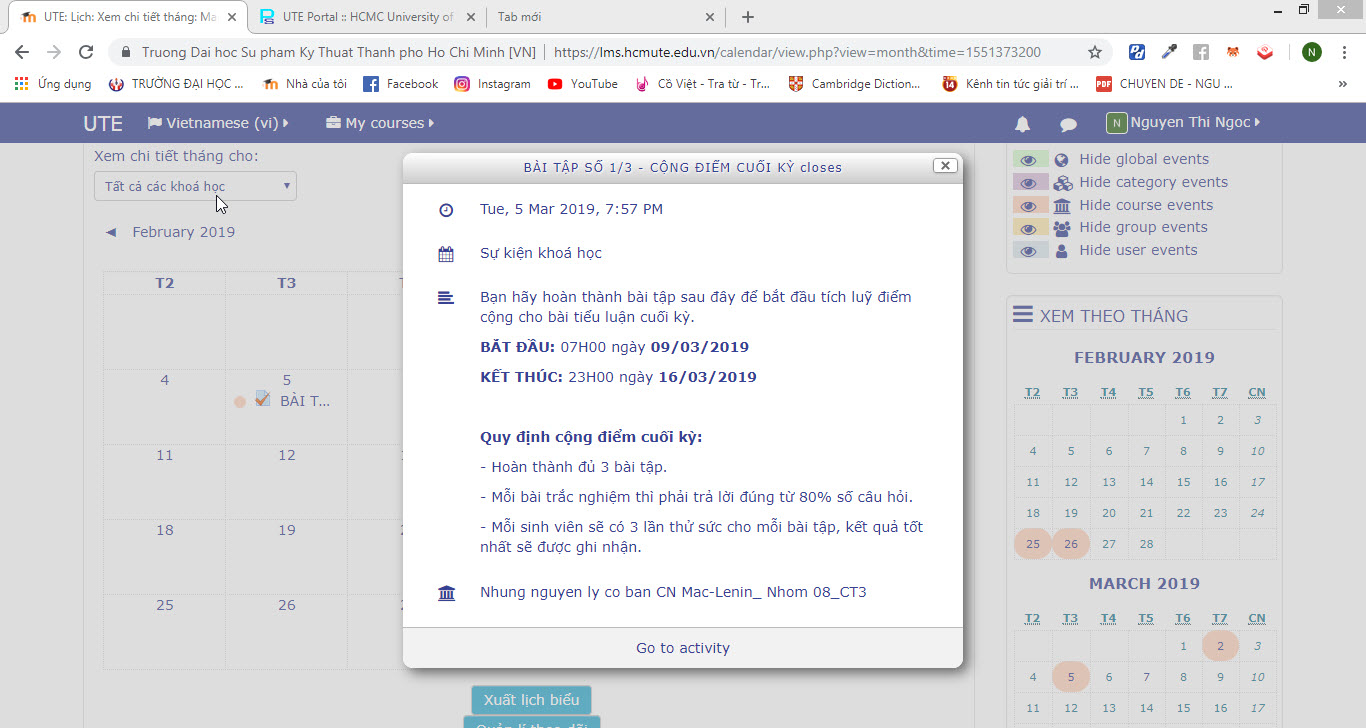 UTE: Lịch: Xem chi tiết tháng: Ma
UTE Portal :: HCMC University of
Tab mới
Truong Dai hoc Su pham Ky Thuat Thanh pho Ho Chi Minh [VN] | https://lms.hcmute.edu.vn/calendar/view.php?view=month&time=1551373200
N
Ứng dụng
TRƯỜNG ĐẠI HỌC ...
Nhà của tôi
Facebook
Instagram
YouTube
Cồ Việt - Tra từ - Tr...
Cambridge Diction...
Kênh tin tức giải trí ...
CHUYEN DE - NGU ...
UTE
Vietnamese (vi)
My courses
N Nguyen Thi Ngoc
Xem chi tiết tháng cho:
Tất cả các khoá học
◄ February 2019
T2 T3
4 5
BÀI T...
11 12
18 19
25 26
Xuất lịch biểu
Quản lí theo dõi
BÀI TẬP SỐ 1/3 - CỘNG ĐIỂM CUỐI KỲ closes
Tue, 5 Mar 2019, 7:57 PM
Sự kiện khoá học
Bạn hãy hoàn thành bài tập sau đây để bắt đầu tích luỹ điểm
cộng cho bài tiểu luận cuối kỳ.
BẮT ĐẦU: 07H00 ngày 09/03/2019
KẾT THÚC: 23H00 ngày 16/03/2019
Quy định cộng điểm cuối kỳ:
- Hoàn thành đủ 3 bài tập.
- Mỗi bài trắc nghiệm thì phải trả lời đúng từ 80% số câu hỏi.
- Mỗi sinh viên sẽ có 3 lần thử sức cho mỗi bài tập, kết quả tốt
nhất sẽ được ghi nhận.
Nhung nguyen ly co ban CN Mac-Lenin_ Nhom 08_CT3
Go to activity
Hide global events
Hide category events
Hide course events
Hide group events
Hide user events
XEM THEO THÁNG
FEBRUARY 2019
T2 T3 T4 T5 T6 T7 CN
1 2 3
4 5 6 7 8 9 10
11 12 13 14 15 16 17
18 19 20 21 22 23 24
25 26 27 28
MARCH 2019
T2 T3 T4 T5 T6 T7 CN
1 2 3
4 5 6 7 8 9 10
11 12 13 14 15 16 17